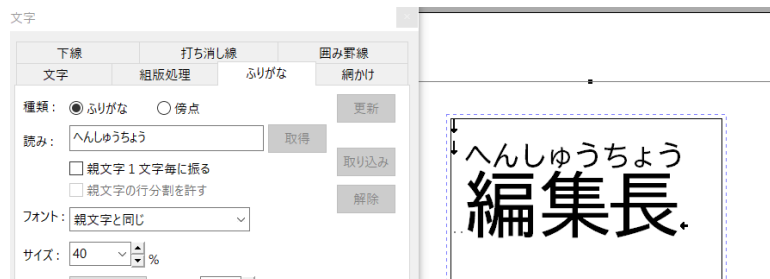 文字
下線 打ち消し線 囲み罫線
文字 組版処理 ふりがな 網かけ
種類： ふりがな 傍点 更新
読み： へんしゅうちょう 取得
親文字１文字毎に振る 取り込み
親文字の行分割を許す
解除
フォント： 親文字と同じ
サイズ： 40 %
へんしゅうちょう
編集長